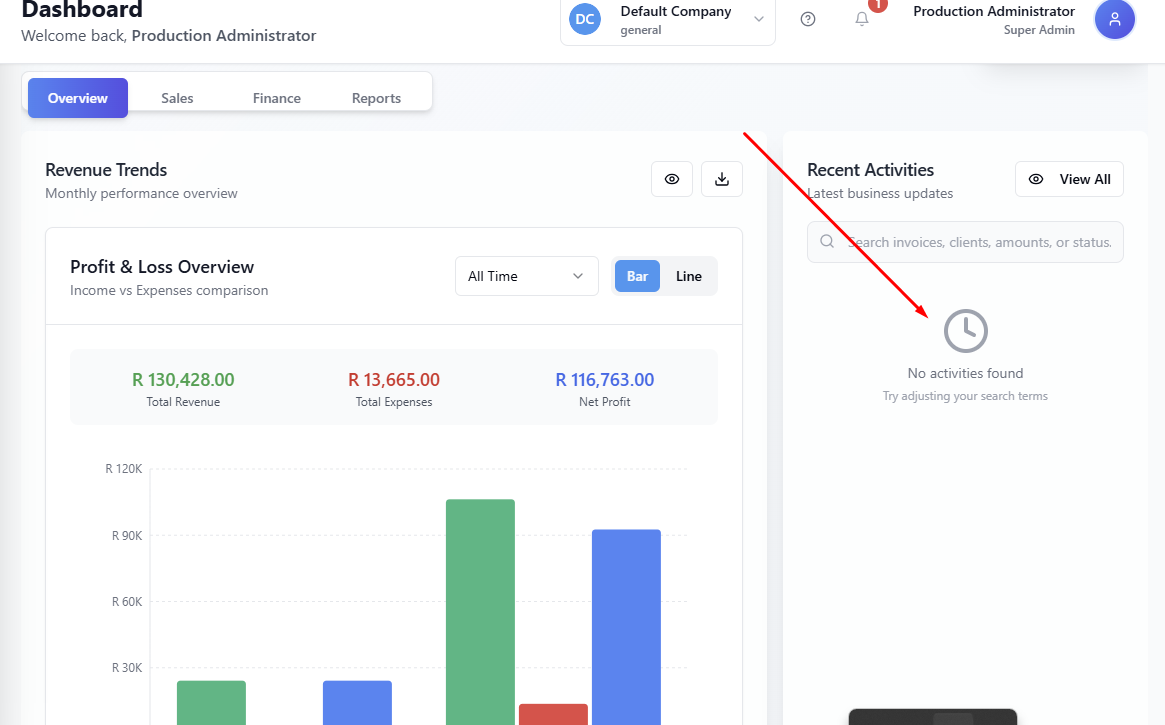 Dashboard
Welcome back, Production Administrator
DC
Default Company
general
1
Production Administrator
Super Admin
Overview
Sales
Finance
Reports
Revenue Trends
Monthly performance overview
Profit & Loss Overview
Income vs Expenses comparison
All Time
Bar
Line
R 130,428.00
Total Revenue
R 13,665.00
Total Expenses
R 116,763.00
Net Profit
R 120K
R 90K
R 60K
R 30K
Recent Activities
Latest business updates
View All
Search invoices, clients, amounts, or status.
No activities found
Try adjusting your search terms